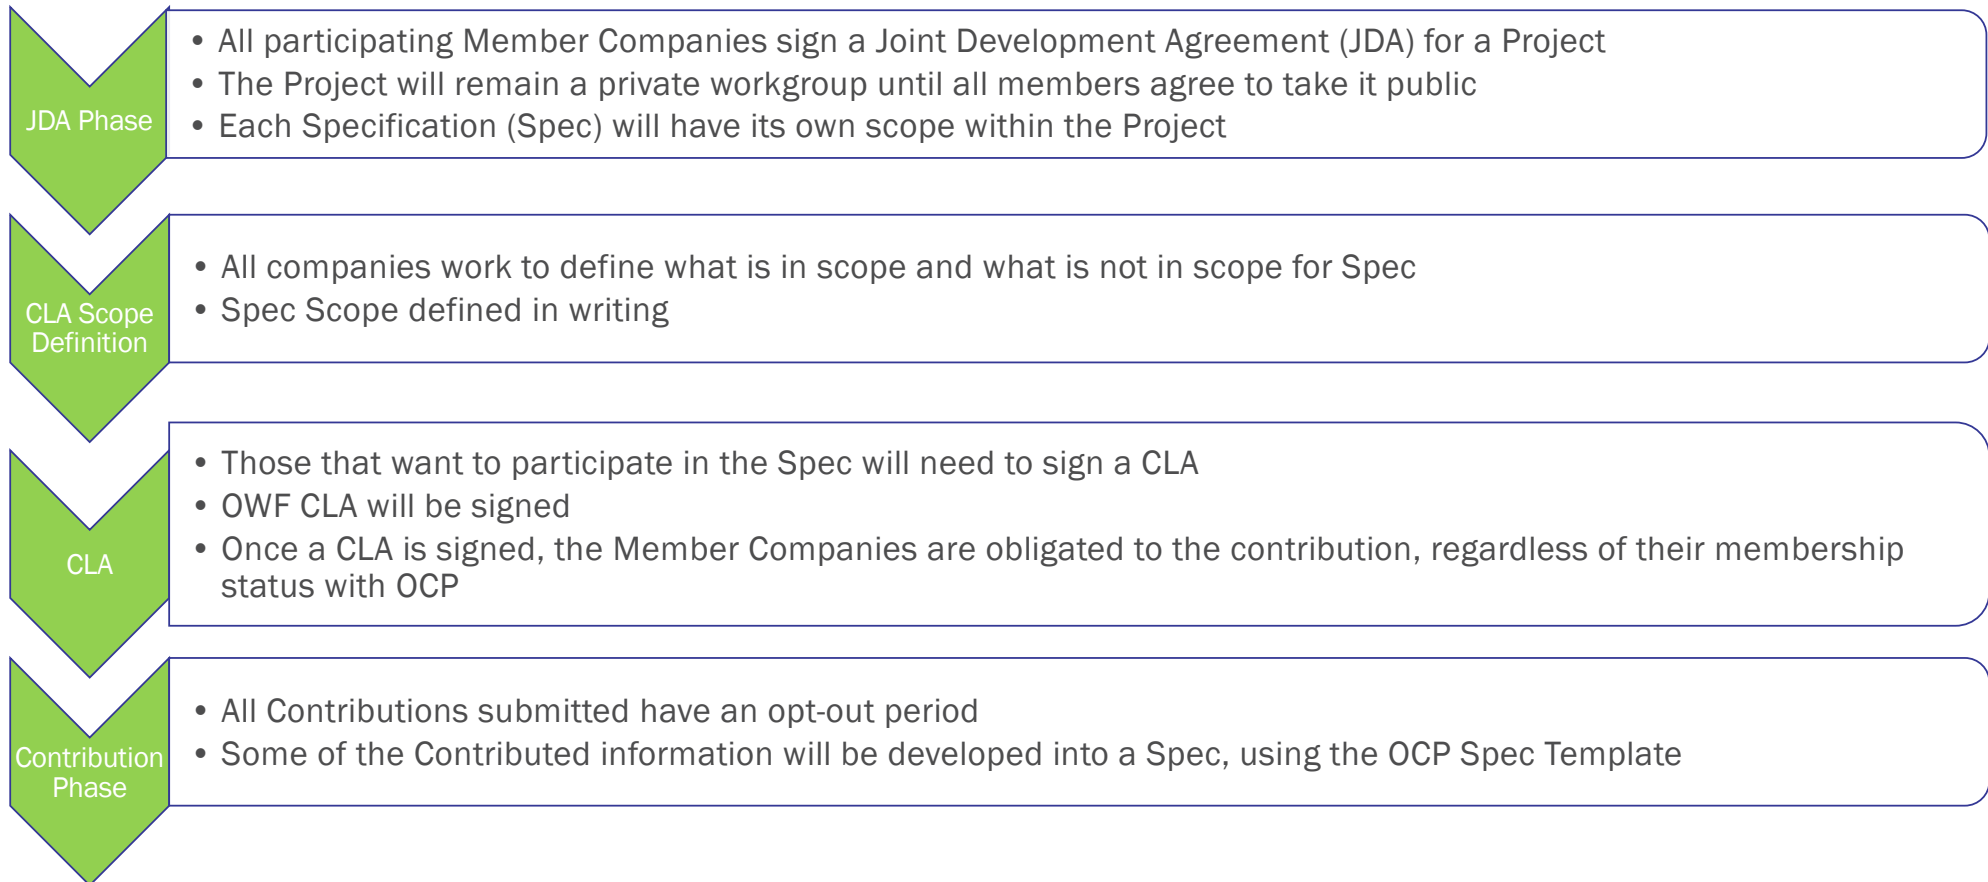 JDA Phase
• All participating Member Companies sign a Joint Development Agreement (JDA) for a Project
• The Project will remain a private workgroup until all members agree to take it public
• Each Specification (Spec) will have its own scope within the Project
CLA Scope
Definition
• All companies work to define what is in scope and what is not in scope for Spec
• Spec Scope defined in writing
CLA
• Those that want to participate in the Spec will need to sign a CLA
• OWF CLA will be signed
• Once a CLA is signed, the Member Companies are obligated to the contribution, regardless of their membership
status with OCP
Contribution
Phase
• All Contributions submitted have an opt-out period
• Some of the Contributed information will be developed into a Spec, using the OCP Spec Template